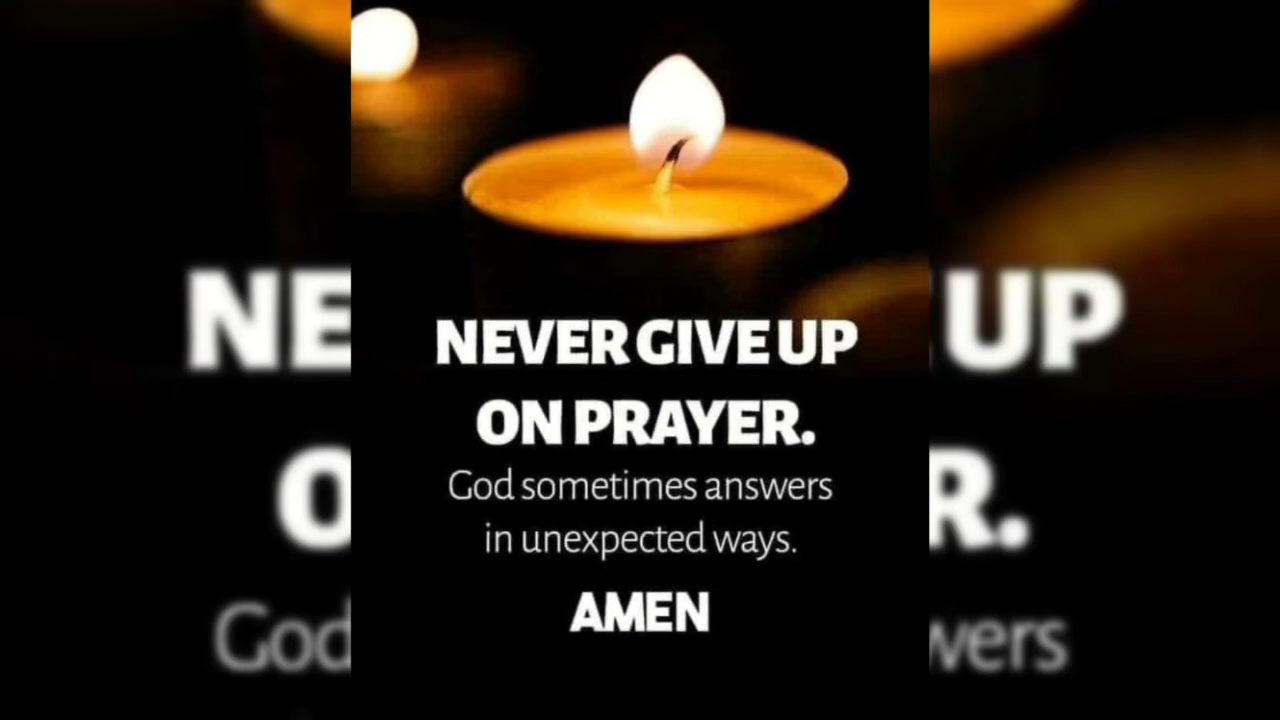 NEVER GIVE UP
ON PRAYER.
God sometimes answers
in unexpected ways.
AMEN